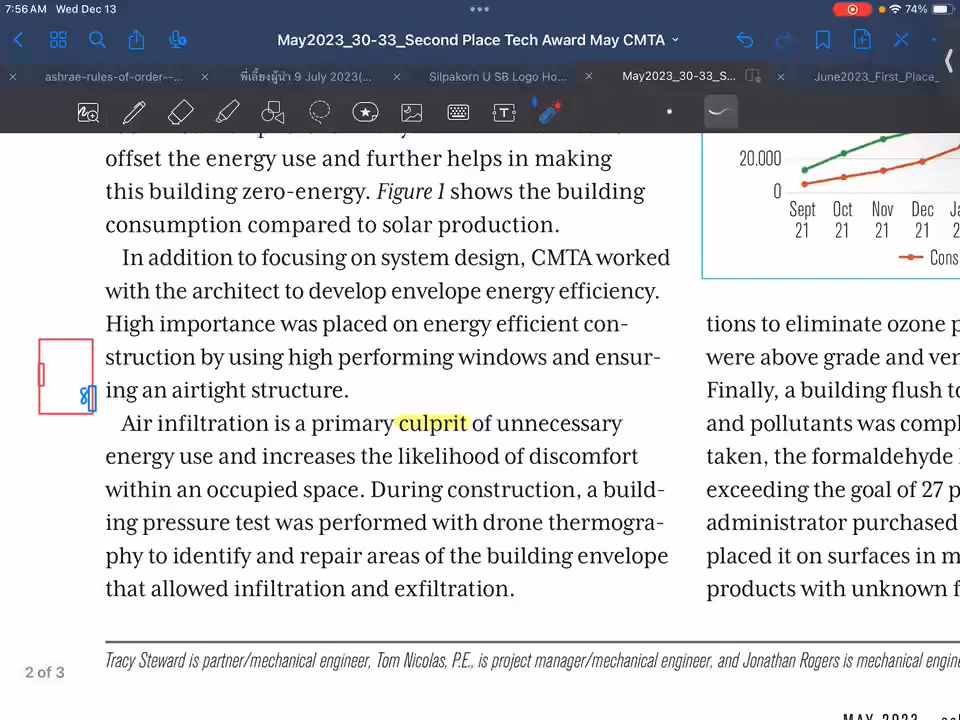 7:56 AM Wed Dec 13
74%
May2023_30-33_Second Place Tech Award May CMTA
ashrae-rules-of-order--...
พี่เลี้ยงผู้นำ 9 July 2023(...
Silpakorn U SB Logo Ho...
May2023_30-33_S...
June2023_First_Place_
offset the energy use and further helps in making
this building zero-energy. Figure 1 shows the building
consumption compared to solar production.
In addition to focusing on system design, CMTA worked
with the architect to develop envelope energy efficiency.
High importance was placed on energy efficient con-
struction by using high performing windows and ensur-
ing an airtight structure.
Air infiltration is a primary culprit of unnecessary
energy use and increases the likelihood of discomfort
within an occupied space. During construction, a build-
ing pressure test was performed with drone thermogra-
phy to identify and repair areas of the building envelope
that allowed infiltration and exfiltration.
20,000
0
Sept Oct Nov Dec
21 21 21 21 2
Cons
tions to eliminate ozone p
were above grade and ven
Finally, a building flush to
and pollutants was compl
taken, the formaldehyde
exceeding the goal of 27 p
administrator purchased
placed it on surfaces in m
products with unknown f
Tracy Steward is partner/mechanical engineer, Tom Nicolas, P.E., is project manager/mechanical engineer, and Jonathan Rogers is mechanical engine
2 of 3
MAY 2023